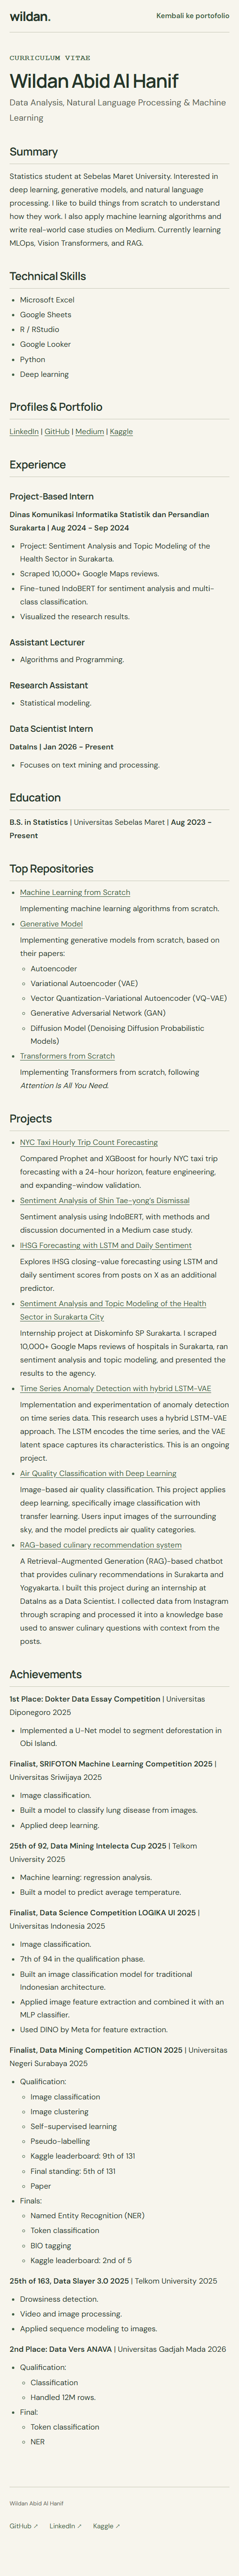 wildan.
Kembali ke portofolio
CURRICULUM VITAE
Wildan Abid Al Hanif
Data Analysis, Natural Language Processing & Machine
Learning
Summary
Statistics student at Sebelas Maret University. Interested in
deep learning, generative models, and natural language
processing. I like to build things from scratch to understand
how they work. I also apply machine learning algorithms and
write real-world case studies on Medium. Currently learning
MLOps, Vision Transformers, and RAG.
Technical Skills
• Microsoft Excel
• Google Sheets
• R / RStudio
• Google Looker
• Python
• Deep learning
Profiles & Portfolio
LinkedIn | GitHub | Medium | Kaggle
Experience
Project-Based Intern
Dinas Komunikasi Informatika Statistik dan Persandian
Surakarta | Aug 2024 - Sep 2024
• Project: Sentiment Analysis and Topic Modeling of the
Health Sector in Surakarta.
• Scraped 10,000+ Google Maps reviews.
• Fine-tuned IndoBERT for sentiment analysis and multi-
class classification.
• Visualized the research results.
Assistant Lecturer
• Algorithms and Programming.
Research Assistant
• Statistical modeling.
Data Scientist Intern
DataIns | Jan 2026 - Present
• Focuses on text mining and processing.
Education
B.S. in Statistics | Universitas Sebelas Maret | Aug 2023 -
Present
Top Repositories
• Machine Learning from Scratch
Implementing machine learning algorithms from scratch.
• Generative Model
Implementing generative models from scratch, based on
their papers:
◦ Autoencoder
◦ Variational Autoencoder (VAE)
◦ Vector Quantization-Variational Autoencoder (VQ-VAE)
◦ Generative Adversarial Network (GAN)
◦ Diffusion Model (Denoising Diffusion Probabilistic
Models)
• Transformers from Scratch
Implementing Transformers from scratch, following
Attention Is All You Need.
Projects
• NYC Taxi Hourly Trip Count Forecasting
Compared Prophet and XGBoost for hourly NYC taxi trip
forecasting with a 24-hour horizon, feature engineering,
and expanding-window validation.
• Sentiment Analysis of Shin Tae-yong's Dismissal
Sentiment analysis using IndoBERT, with methods and
discussion documented in a Medium case study.
• IHSG Forecasting with LSTM and Daily Sentiment
Explores IHSG closing-value forecasting using LSTM and
daily sentiment scores from posts on X as an additional
predictor.
• Sentiment Analysis and Topic Modeling of the Health
Sector in Surakarta City
Internship project at Diskominfo SP Surakarta. I scraped
10,000+ Google Maps reviews of hospitals in Surakarta, ran
sentiment analysis and topic modeling, and presented the
results to the agency.
• Time Series Anomaly Detection with hybrid LSTM-VAE
Implementation and experimentation of anomaly detection
on time series data. This research uses a hybrid LSTM-VAE
approach. The LSTM encodes the time series, and the VAE
latent space captures its characteristics. This is an ongoing
project.
• Air Quality Classification with Deep Learning
Image-based air quality classification. This project applies
deep learning, specifically image classification with
transfer learning. Users input images of the surrounding
sky, and the model predicts air quality categories.
• RAG-based culinary recommendation system
A Retrieval-Augmented Generation (RAG)-based chatbot
that provides culinary recommendations in Surakarta and
Yogyakarta. I built this project during an internship at
DataIns as a Data Scientist. I collected data from Instagram
through scraping and processed it into a knowledge base
used to answer culinary questions with context from the
posts.
Achievements
1st Place: Dokter Data Essay Competition | Universitas
Diponegoro 2025
• Implemented a U-Net model to segment deforestation in
Obi Island.
Finalist, SRIFOTON Machine Learning Competition 2025 |
Universitas Sriwijaya 2025
• Image classification.
• Built a model to classify lung disease from images.
• Applied deep learning.
25th of 92, Data Mining Intelecta Cup 2025 | Telkom
University 2025
• Machine learning: regression analysis.
• Built a model to predict average temperature.
Finalist, Data Science Competition LOGIKA UI 2025 |
Universitas Indonesia 2025
• Image classification.
• 7th of 94 in the qualification phase.
• Built an image classification model for traditional
Indonesian architecture.
• Applied image feature extraction and combined it with an
MLP classifier.
• Used DINO by Meta for feature extraction.
Finalist, Data Mining Competition ACTION 2025 | Universitas
Negeri Surabaya 2025
• Qualification:
◦ Image classification
◦ Image clustering
◦ Self-supervised learning
◦ Pseudo-labelling
◦ Kaggle leaderboard: 9th of 131
◦ Final standing: 5th of 131
◦ Paper
• Finals:
◦ Named Entity Recognition (NER)
◦ Token classification
◦ BIO tagging
◦ Kaggle leaderboard: 2nd of 5
25th of 163, Data Slayer 3.0 2025 | Telkom University 2025
• Drowsiness detection.
• Video and image processing.
• Applied sequence modeling to images.
2nd Place: Data Vers ANAVA | Universitas Gadjah Mada 2026
• Qualification:
◦ Classification
◦ Handled 12M rows.
• Final:
◦ Token classification
◦ NER
Wildan Abid Al Hanif
GitHub ↗ LinkedIn ↗ Kaggle ↗